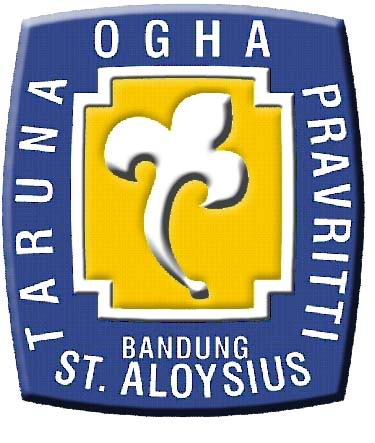 TARUNA OGHA PRAVRITTI
BANDUNG
ST. ALOYSIUS